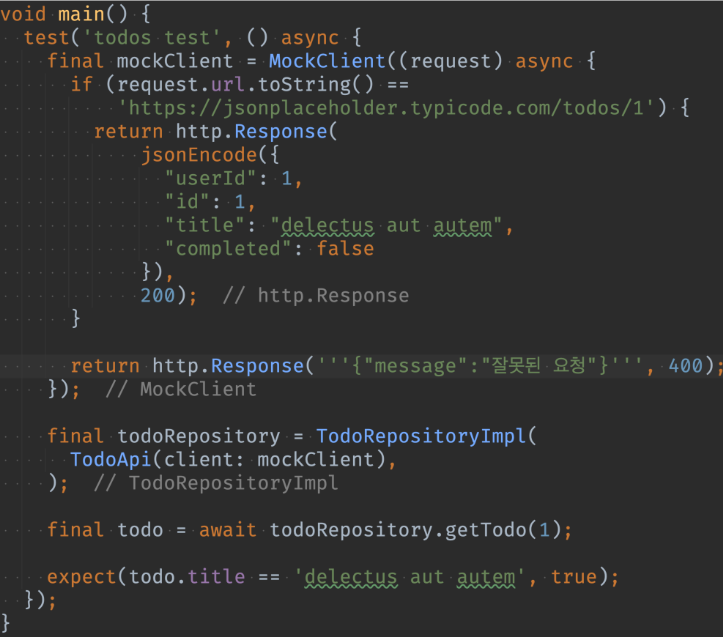 void main() {
  test('todos test', () async {
    final mockClient = MockClient((request) async {
      if (request.url.toString() ==
          'https://jsonplaceholder.typicode.com/todos/1') {
        return http.Response(
            jsonEncode({
              "userId": 1,
              "id": 1,
              "title": "delectus aut autem",
              "completed": false
            }),
            200);  // http.Response
      }

      return http.Response('''{"message":"잘못된 요청"}''', 400);
    });  // MockClient

    final todoRepository = TodoRepositoryImpl(
      TodoApi(client: mockClient),
    );  // TodoRepositoryImpl

    final todo = await todoRepository.getTodo(1);

    expect(todo.title == 'delectus aut autem', true);
  });
}